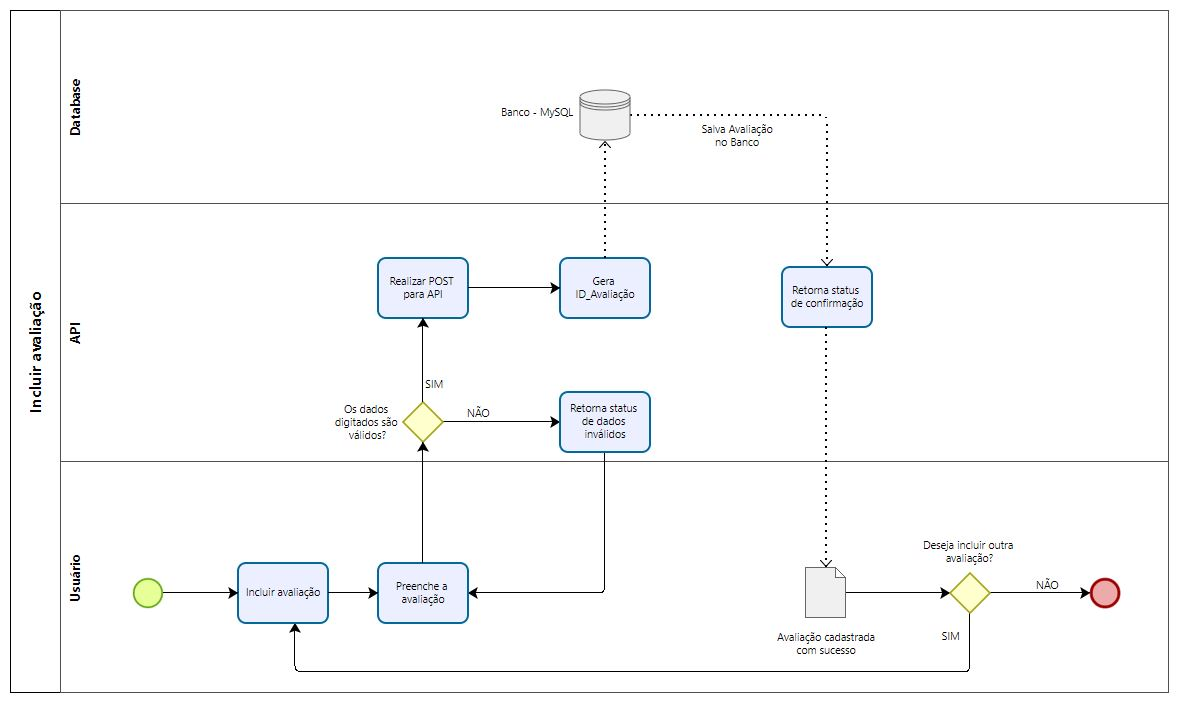 Incluir avaliação
Database
Banco - MySQL
Salva Avaliação
no Banco
API
Realizar POST
para API
Gera
ID_Avaliação
Retorna status
de confirmação
SIM
Os dados
digitados são
válidos?
NÃO
Retorna status
de dados
inválidos
Usuário
Incluir avaliação
Preenche a
avaliação
Avaliação cadastrada
com sucesso
Deseja incluir outra
avaliação?
NÃO
SIM